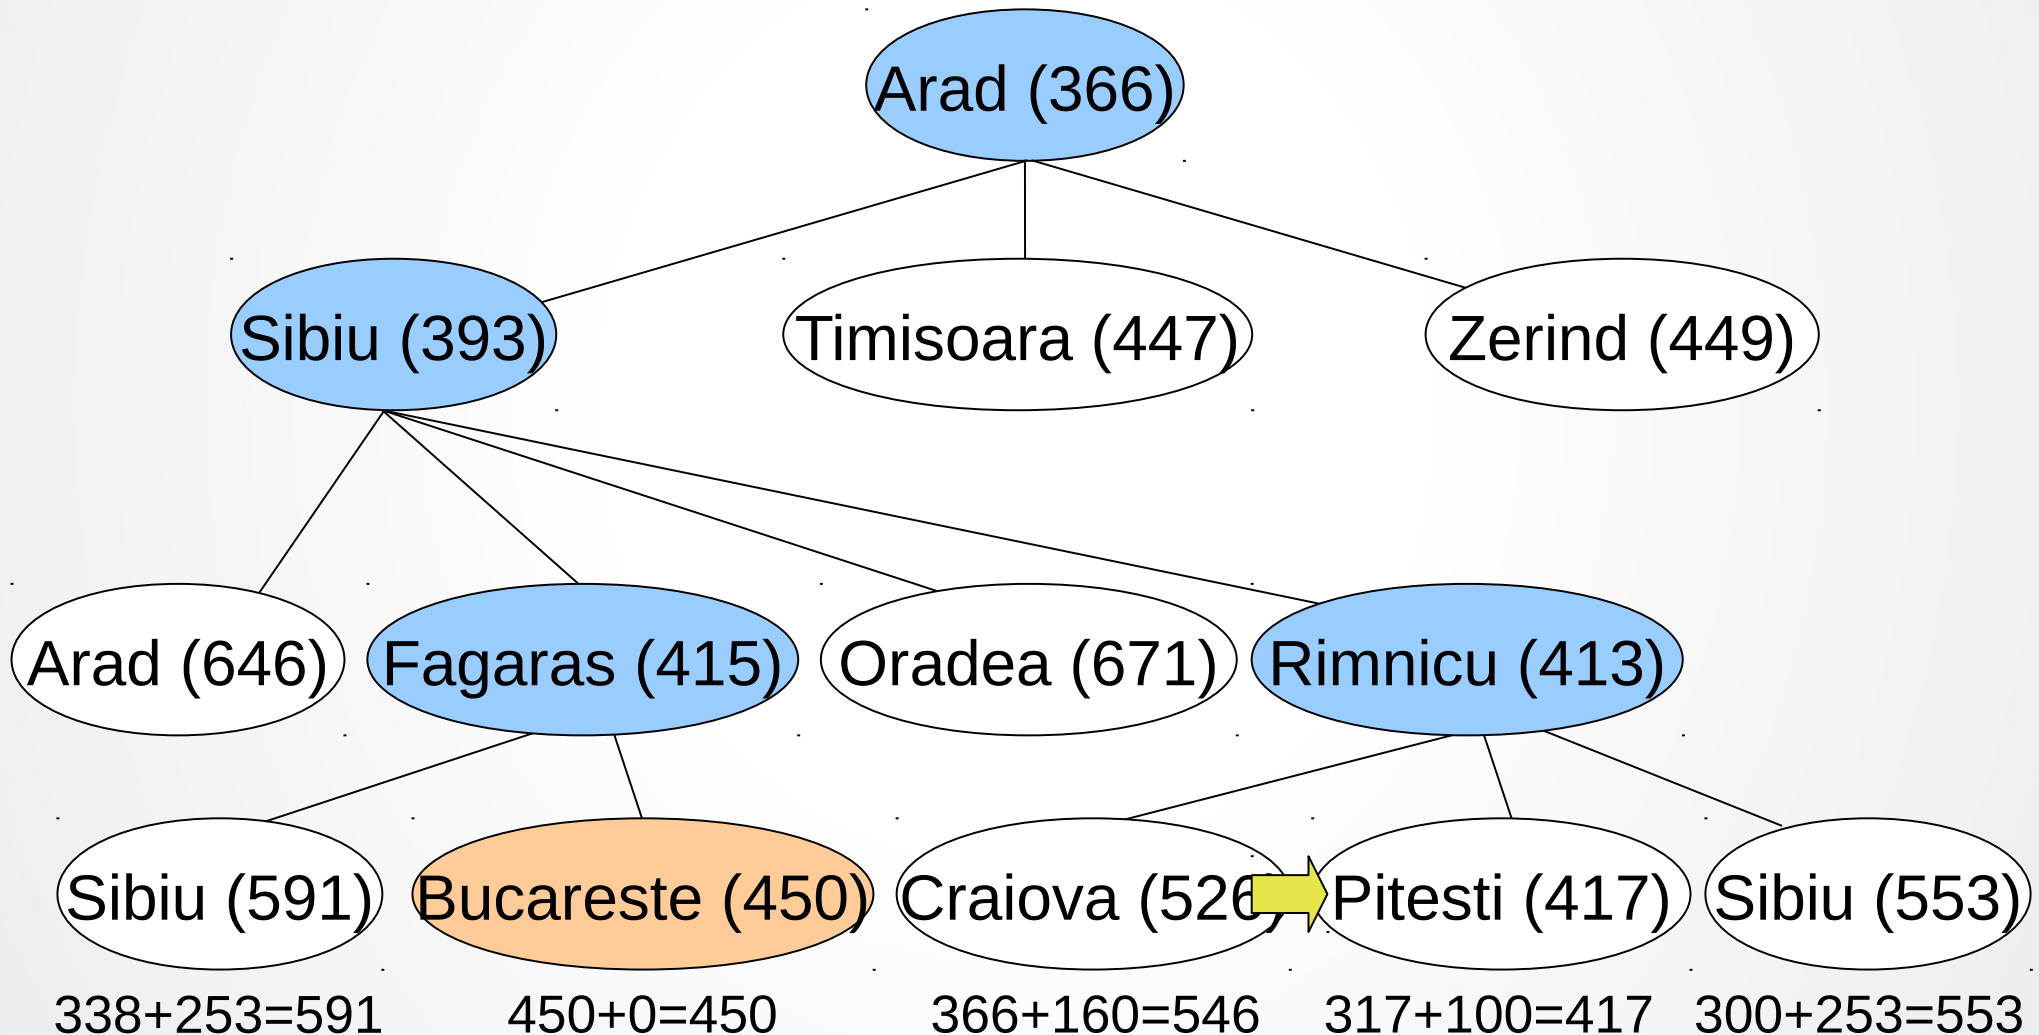 Arad (366)
Sibiu (393)
Timisoara (447)
Zerind (449)
Arad (646)
Fagaras (415)
Oradea (671)
Rimnicu (413)
Sibiu (591)
Bucareste (450)
Craiova (526)
Pitesti (417)
Sibiu (553)
338+253=591
450+0=450
366+160=546
317+100=417
300+253=553